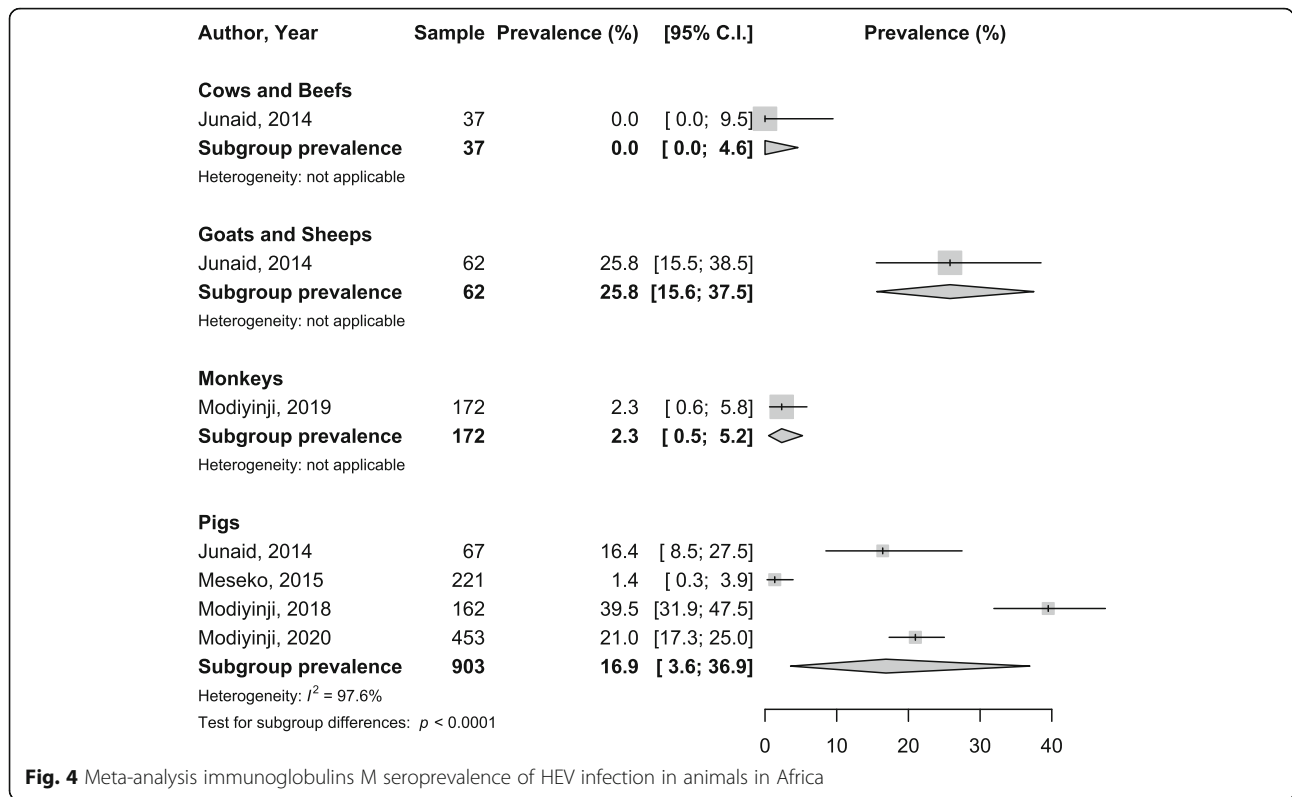 Author, Year Sample Prevalence (%) [95% C.I.] Prevalence (%)
Cows and Beefs
Junaid, 2014 37 0.0 [ 0.0; 9.5]
Subgroup prevalence 37 0.0 [ 0.0; 4.6]
Heterogeneity: not applicable
Goats and Sheeps
Junaid, 2014 62 25.8 [15.5; 38.5]
Subgroup prevalence 62 25.8 [15.6; 37.5]
Heterogeneity: not applicable
Monkeys
Modiyinji, 2019 172 2.3 [ 0.6; 5.8]
Subgroup prevalence 172 2.3 [ 0.5; 5.2]
Heterogeneity: not applicable
Pigs
Junaid, 2014 67 16.4 [ 8.5; 27.5]
Meseko, 2015 221 1.4 [ 0.3; 3.9]
Modiyinji, 2018 162 39.5 [31.9; 47.5]
Modiyinji, 2020 453 21.0 [17.3; 25.0]
Subgroup prevalence 903 16.9 [ 3.6; 36.9]
Heterogeneity: I² = 97.6%
Test for subgroup differences: p < 0.0001
0 10 20 30 40
Fig. 4 Meta-analysis immunoglobulins M seroprevalence of HEV infection in animals in Africa